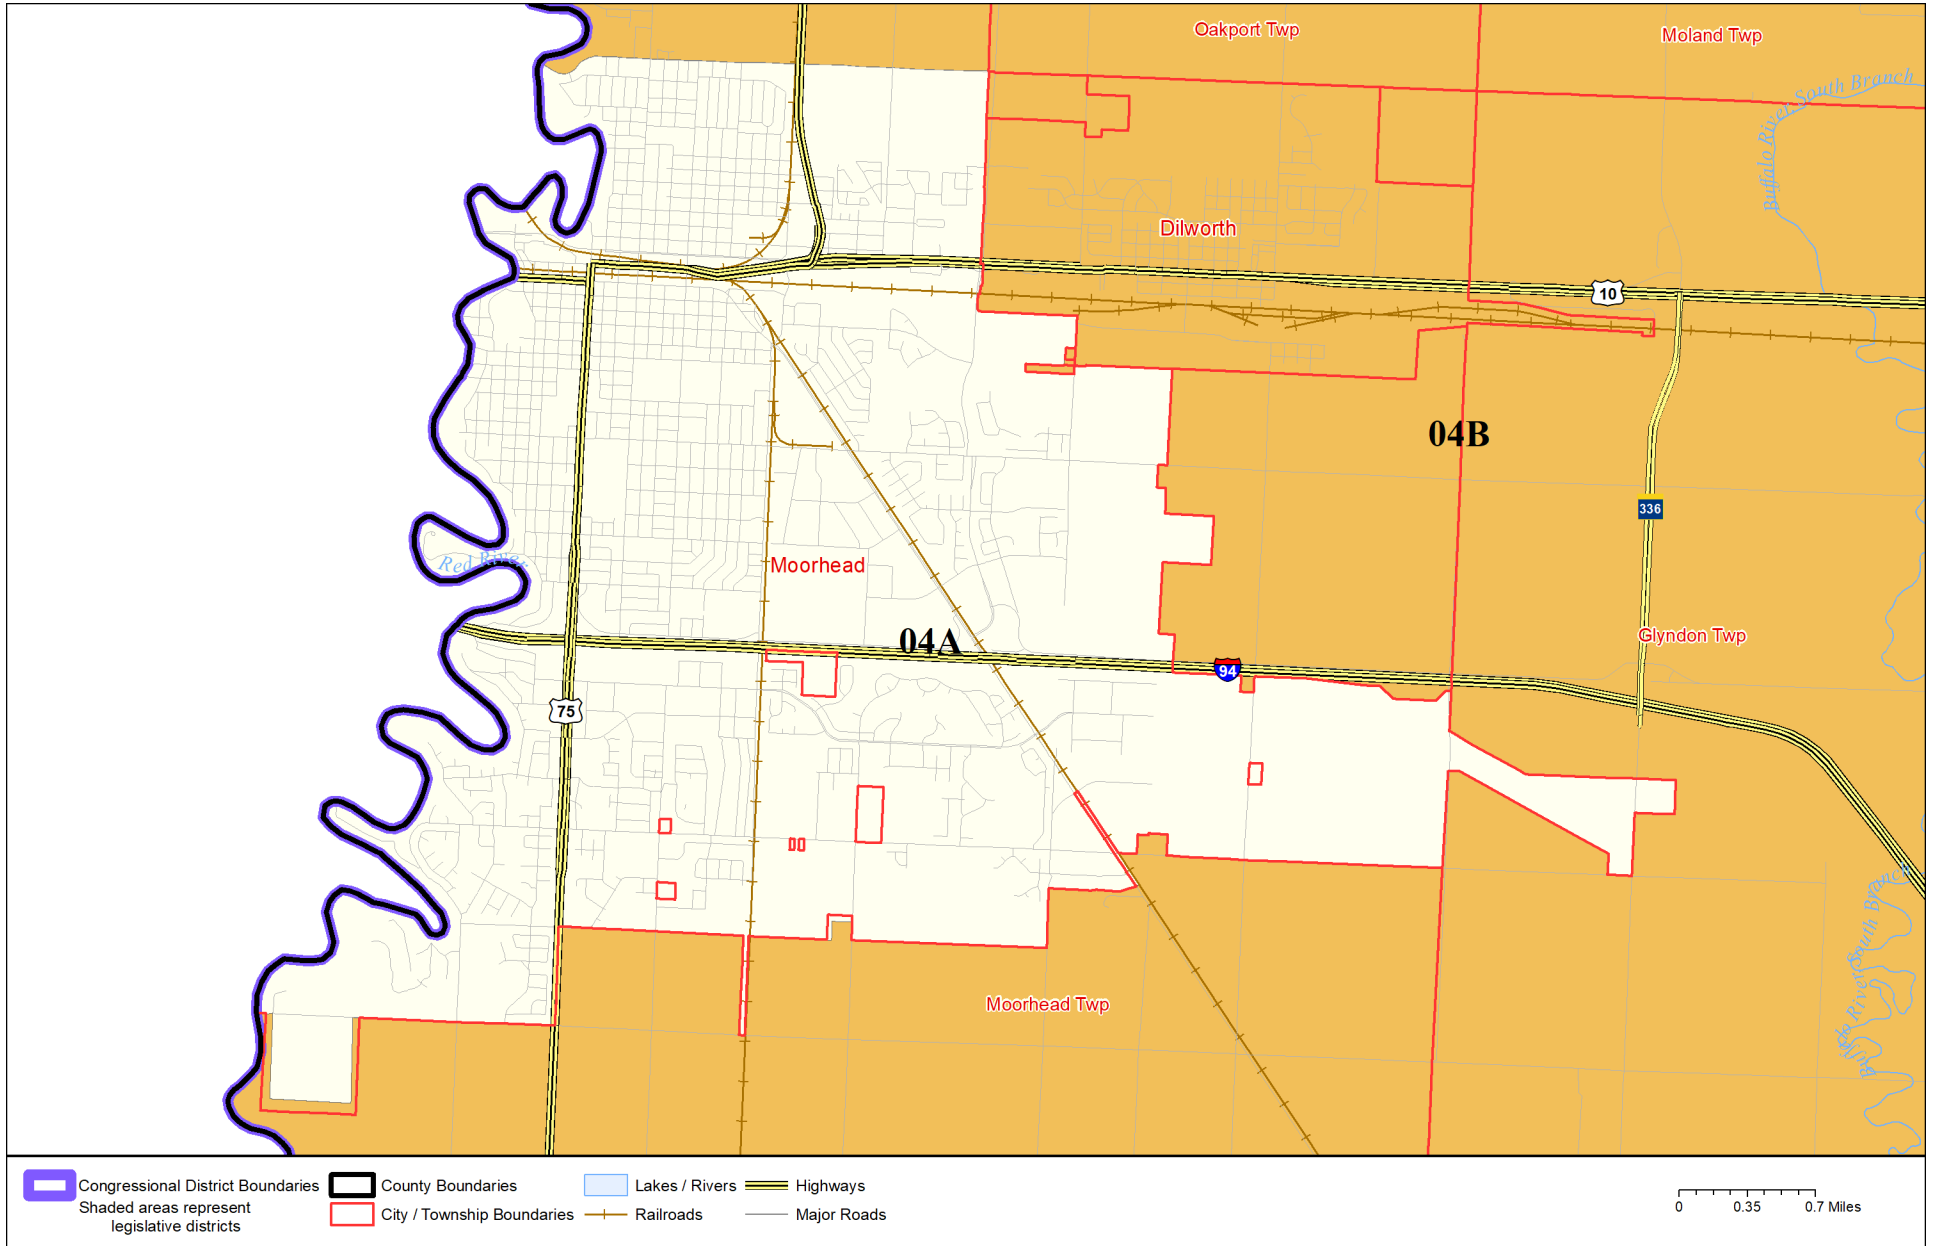 Oakport Twp
Moland Twp
Buffalo River South Branch
Dilworth
10
04B
336
Red River
Moorhead
04A
Glyndon Twp
94
75
Moorhead Twp
Buffalo River South Branch
Congressional District Boundaries
County Boundaries
Lakes / Rivers
Highways
Shaded areas represent
legislative districts
City / Township Boundaries
Railroads
Major Roads
0 0.35 0.7 Miles